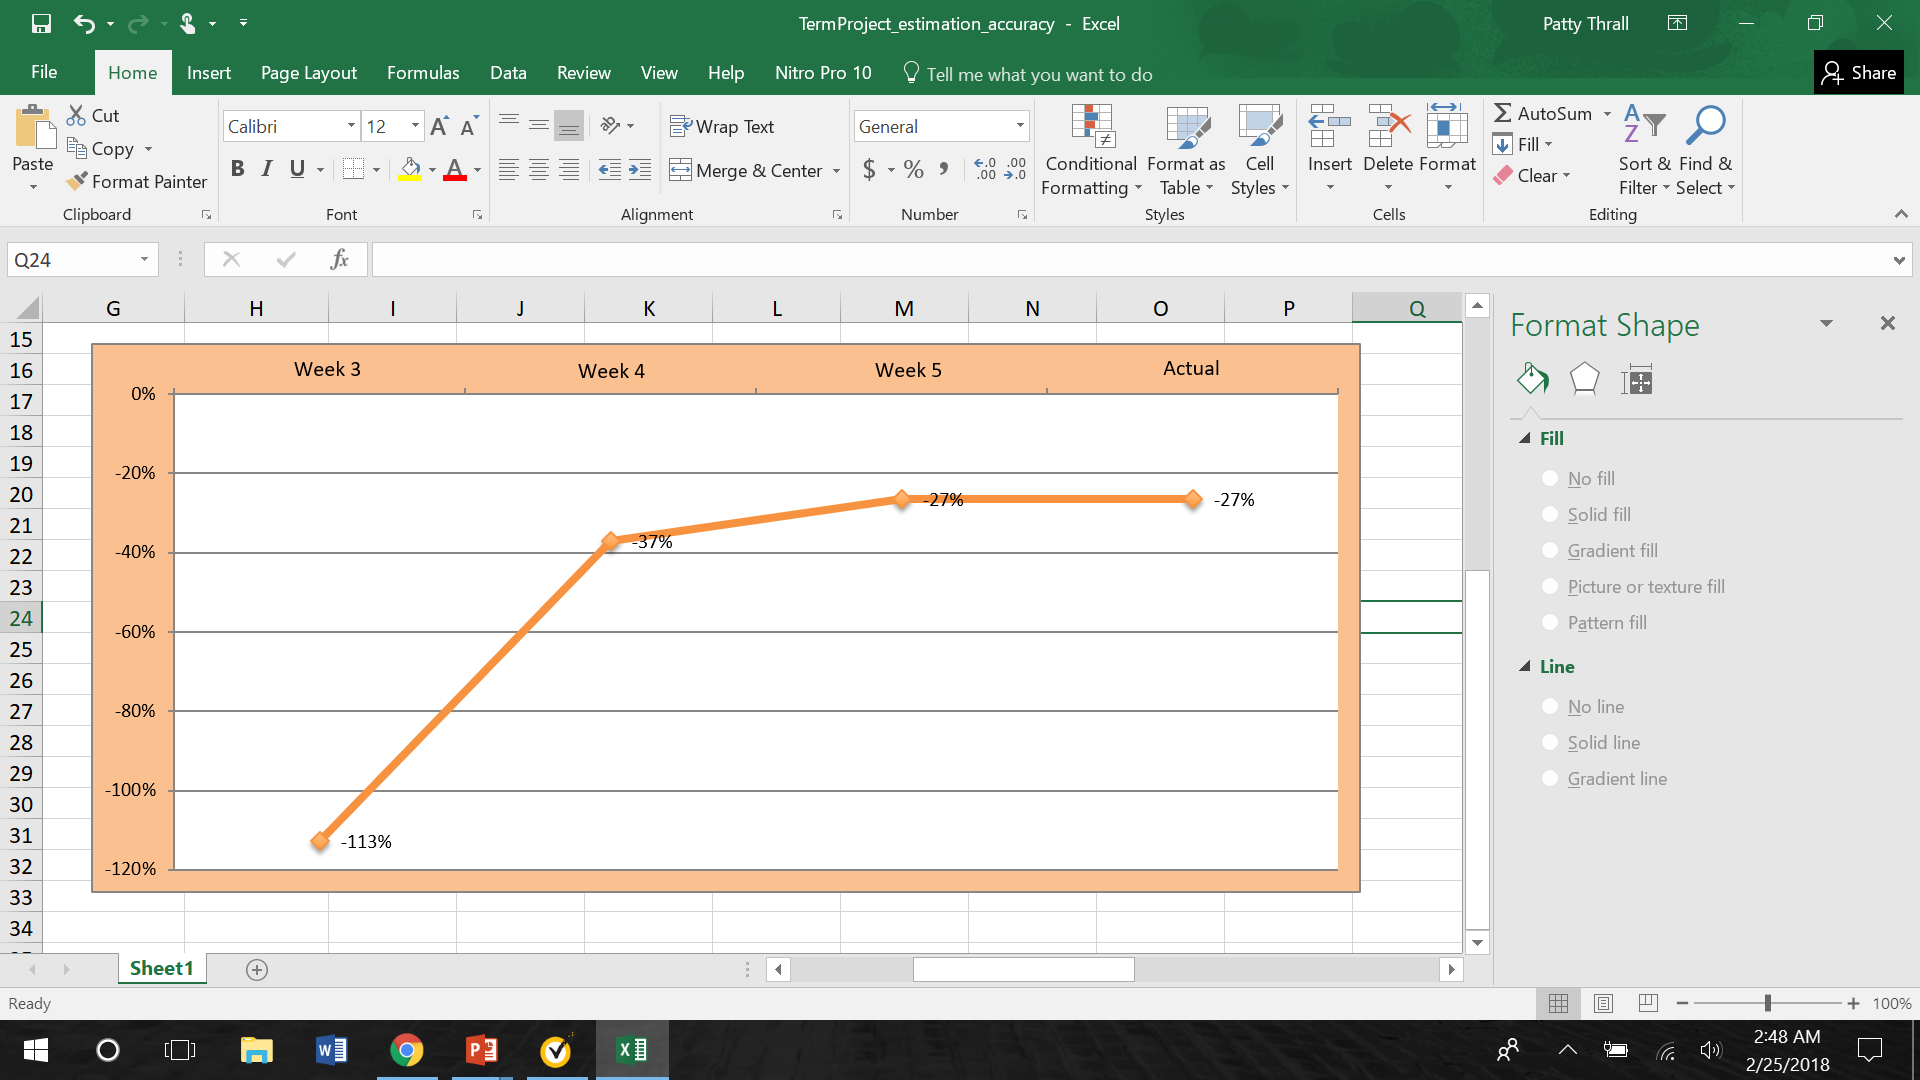 TermProject_estimation_accuracy - Excel
Patty Thrall
File Home Insert Page Layout Formulas Data Review View Help Nitro Pro 10 Tell me what you want to do Share
Paste
Cut
Copy
Format Painter
Clipboard
Calibri 12
A A
B I U A
Font
Wrap Text
Merge & Center
Alignment
General
$ % , .0 .00 .00 .0
Number
Conditional Formatting
Format as Table
Cell Styles
Styles
Insert Delete Format
Cells
AutoSum
Fill
Clear
Sort & Filter
Find & Select
Editing
Q24
fx
G H I J K L M N O P Q
15
16
17
18
19
20
21
22
23
24
25
26
27
28
29
30
31
32
33
34
Week 3 Week 4 Week 5 Actual
0%
-20%
-40%
-60%
-80%
-100%
-120%
-113%
-37%
-27%
-27%
Format Shape
Fill
No fill
Solid fill
Gradient fill
Picture or texture fill
Pattern fill
Line
No line
Solid line
Gradient line
Sheet1
Ready
100%
2:48 AM
2/25/2018